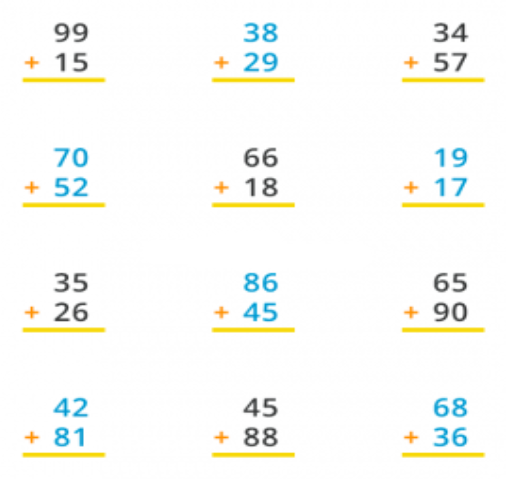 99 38 34
+ 15 + 29 + 57
70 66 19
+ 52 + 18 + 17
35 86 65
+ 26 + 45 + 90
42 45 68
+ 81 + 88 + 36